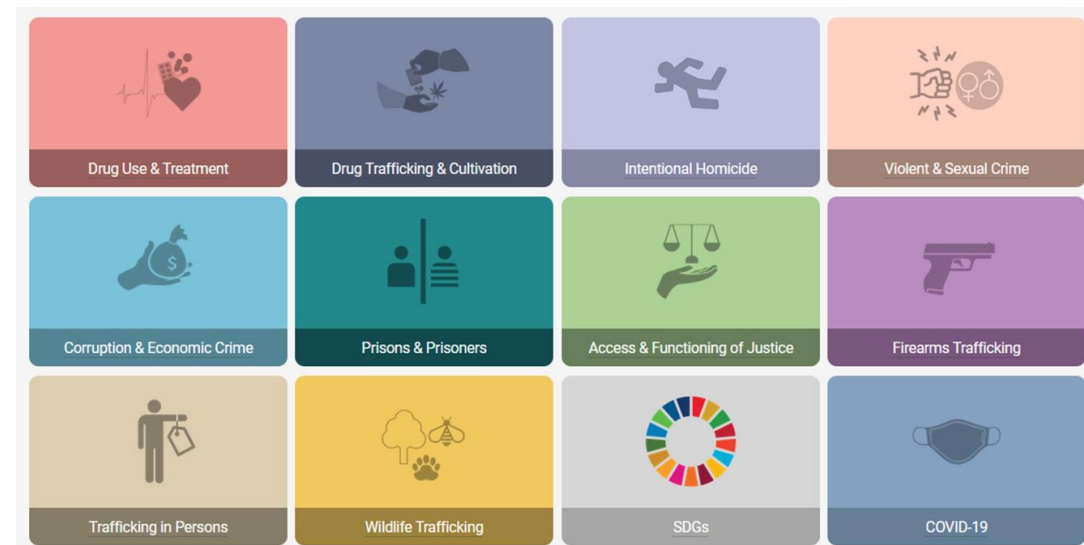 Drug Use & Treatment
Drug Trafficking & Cultivation
Intentional Homicide
Violent & Sexual Crime
$
Corruption & Economic Crime
Prisons & Prisoners
Access & Functioning of Justice
Firearms Trafficking
Trafficking in Persons
Wildlife Trafficking
SDGs
COVID-19